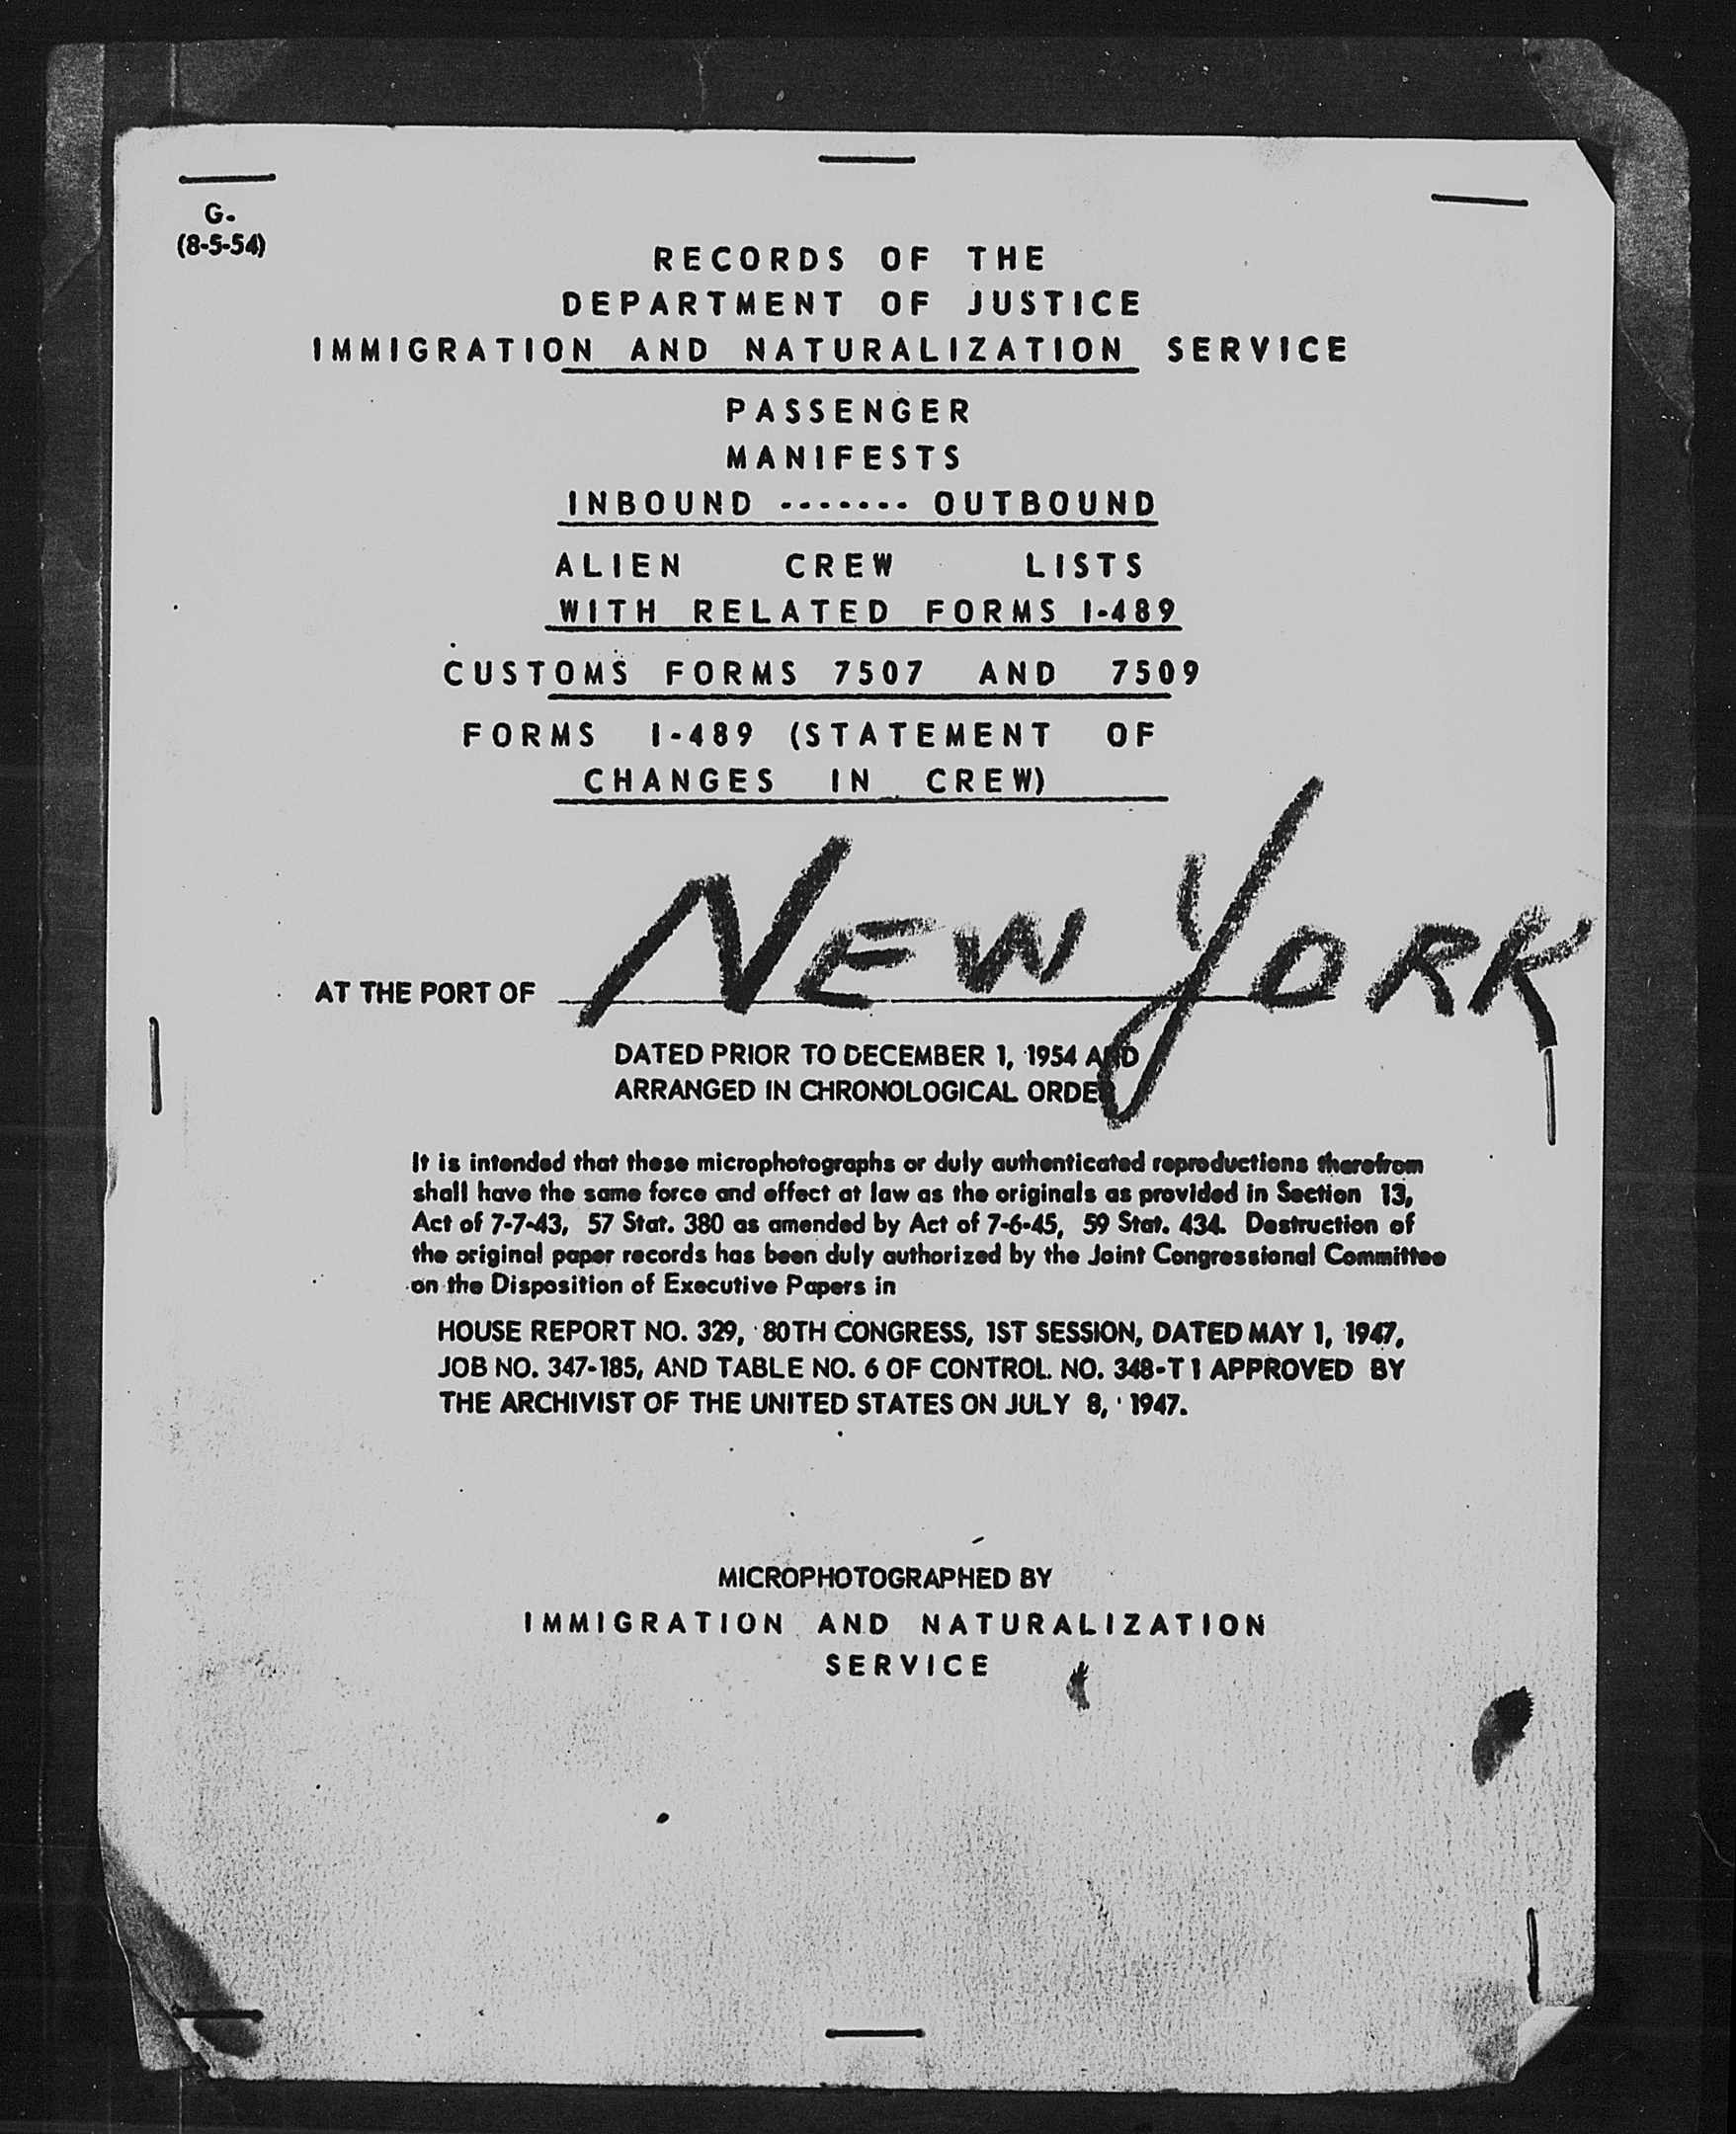 G.
(8-5-54)
RECORDS OF THE
DEPARTMENT OF JUSTICE
IMMIGRATION AND NATURALIZATION SERVICE
PASSENGER
MANIFESTS
INBOUND ------- OUTBOUND
ALIEN CREW LISTS
WITH RELATED FORMS I-489
CUSTOMS FORMS 7507 AND 7509
FORMS I-489 (STATEMENT OF
CHANGES IN CREW)
AT THE PORT OF NEW YORK
DATED PRIOR TO DECEMBER 1, 1954 AND
ARRANGED IN CHRONOLOGICAL ORDER
It is intended that these microphotographs or duly authenticated reproductions therefrom
shall have the same force and effect at law as the originals as provided in Section 13,
Act of 7-7-43, 57 Stat. 380 as amended by Act of 7-6-45, 59 Stat. 434. Destruction of
the original paper records has been duly authorized by the Joint Congressional Committee
on the Disposition of Executive Papers in
HOUSE REPORT NO. 329, 80TH CONGRESS, 1ST SESSION, DATED MAY 1, 1947,
JOB NO. 347-185, AND TABLE NO. 6 OF CONTROL NO. 348-T1 APPROVED BY
THE ARCHIVIST OF THE UNITED STATES ON JULY 8, 1947.
MICROPHOTOGRAPHED BY
IMMIGRATION AND NATURALIZATION
SERVICE